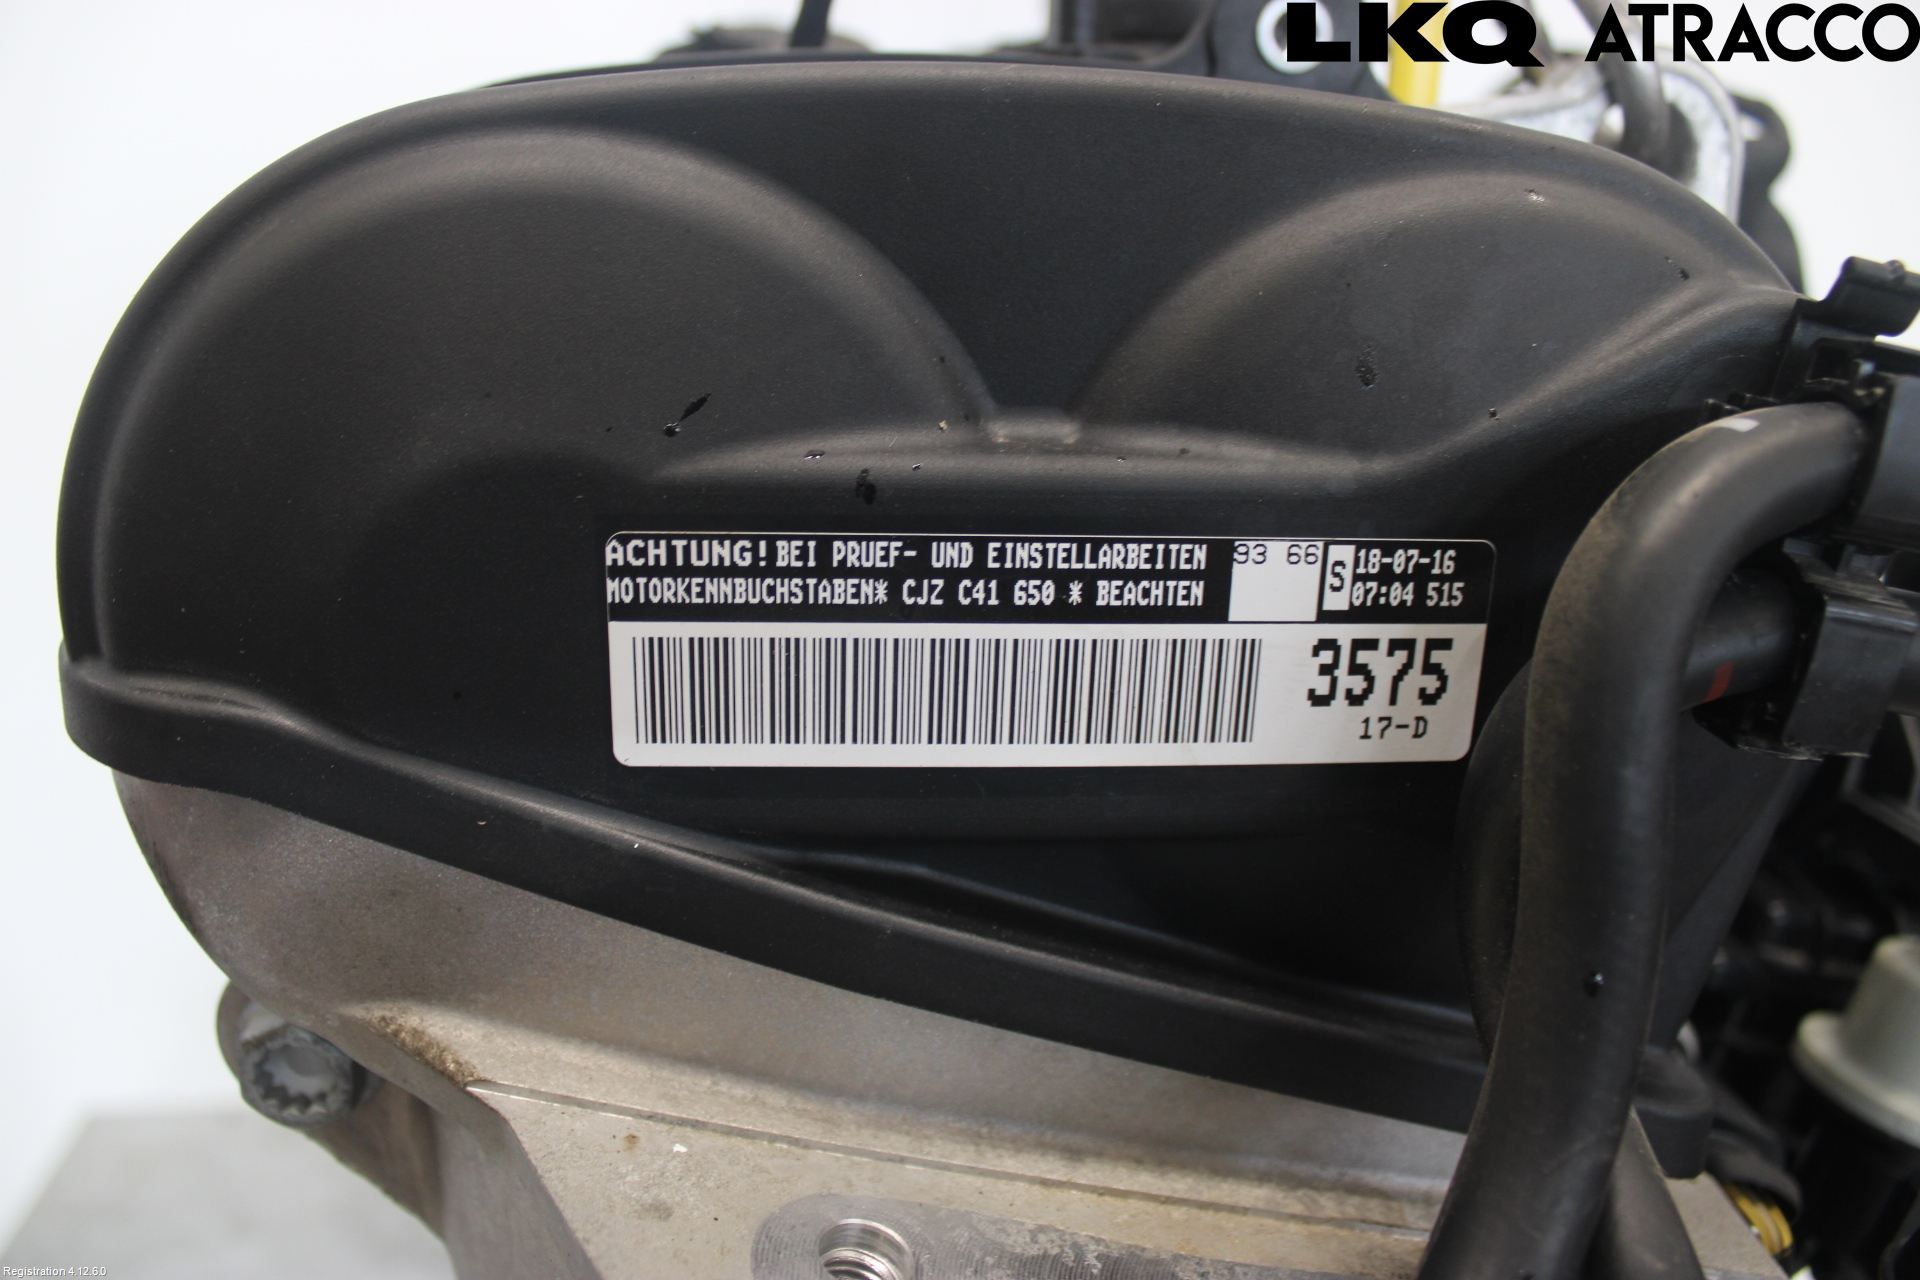 LKQ ATRACCO
ACHTUNG! BEI PRUEF- UND EINSTELLARBEITEN
MOTORKENNBUCHSTABEN* CJZ C41 650 * BEACHTEN
93 66
S
18-07-16
07:04 515
3575
17-D
Registration 4.12.6.0